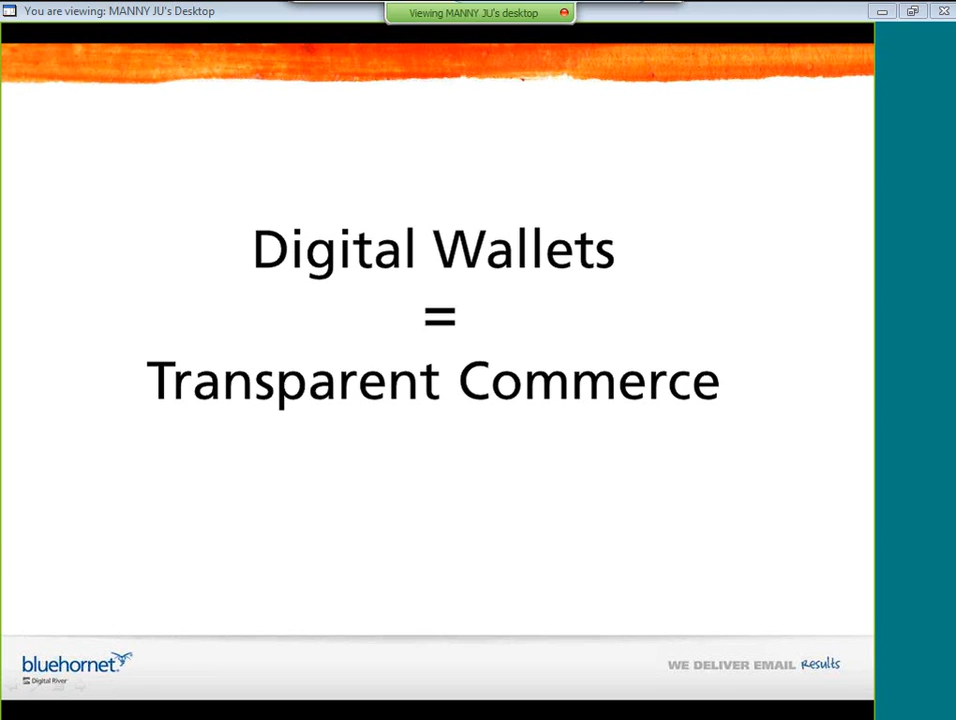 You are viewing: MANNY JU's Desktop
Viewing MANNY JU's desktop
Digital Wallets
=
Transparent Commerce
bluehornet
Digital River
WE DELIVER EMAIL Results